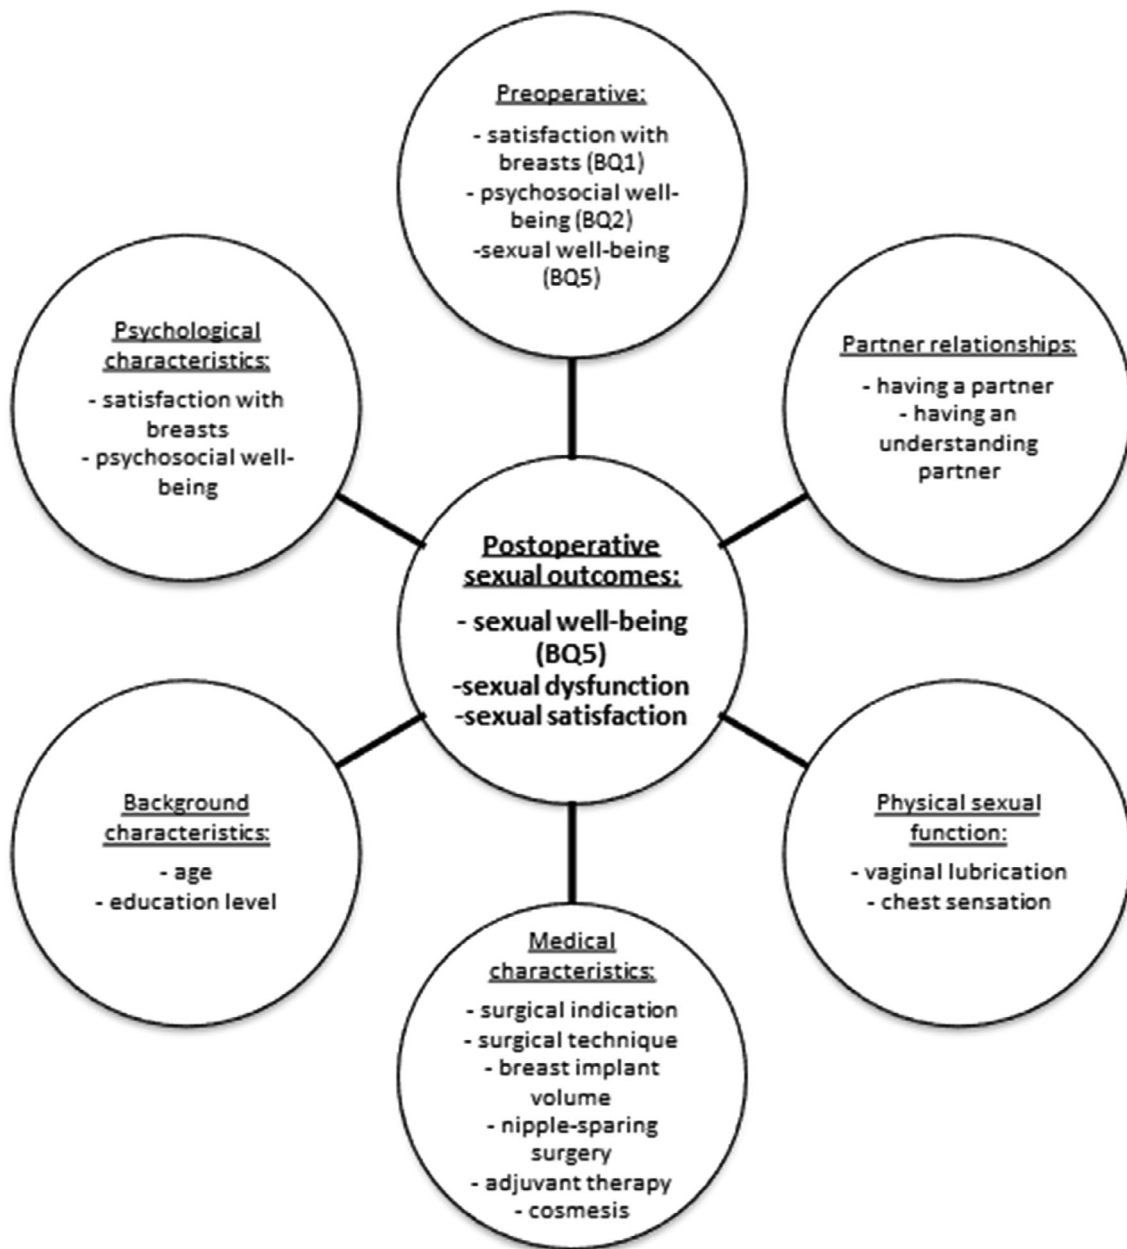 Preoperative:
- satisfaction with
breasts (BQ1)
- psychosocial well-
being (BQ2)
-sexual well-being
(BQ5)
Psychological
characteristics:
- satisfaction with
breasts
- psychosocial well-
being
Partner relationships:
- having a partner
- having an
understanding
partner
Postoperative
sexual outcomes:
- sexual well-being
(BQ5)
-sexual dysfunction
-sexual satisfaction
Background
characteristics:
- age
- education level
Physical sexual
function:
- vaginal lubrication
- chest sensation
Medical
characteristics:
- surgical indication
- surgical technique
- breast implant
volume
- nipple-sparing
surgery
- adjuvant therapy
- cosmesis